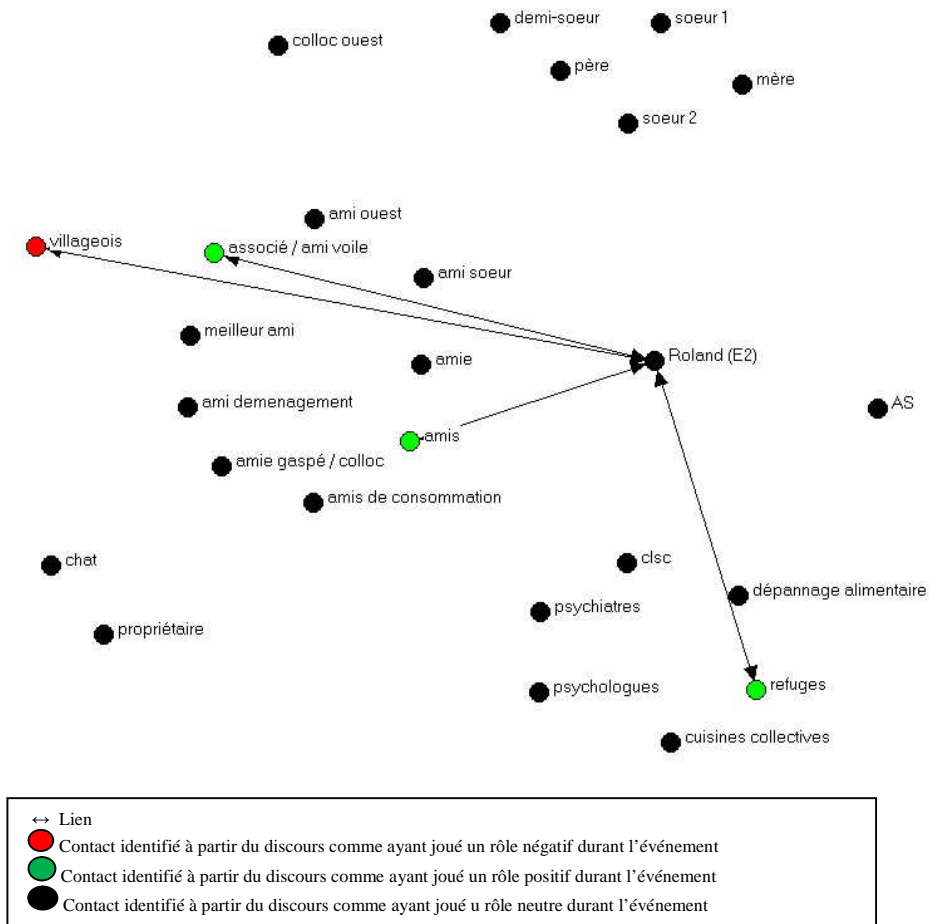 demi-soeur
soeur 1
colloc ouest
père
mère
soeur 2
ami ouest
villageois
associé / ami voile
ami soeur
meilleur ami
Roland (E2)
amie
ami demenagement
AS
amis
amie gaspé / colloc
amis de consommation
chat
clsc
dépannage alimentaire
psychiatres
propriétaire
psychologues
refuges
cuisines collectives
↔ Lien
Contact identifié à partir du discours comme ayant joué un rôle négatif durant l’événement
Contact identifié à partir du discours comme ayant joué un rôle positif durant l’événement
Contact identifié à partir du discours comme ayant joué u rôle neutre durant l’événement